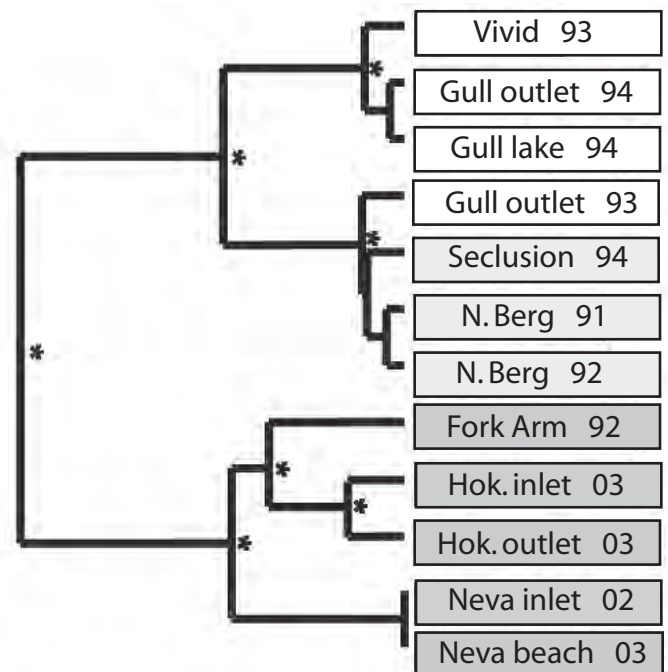 Vivid 93
Gull outlet 94
Gull lake 94
Gull outlet 93
Seclusion 94
N. Berg 91
N. Berg 92
Fork Arm 92
Hok. inlet 03
Hok. outlet 03
Neva inlet 02
Neva beach 03
*
*
*
*
*
*
*
*